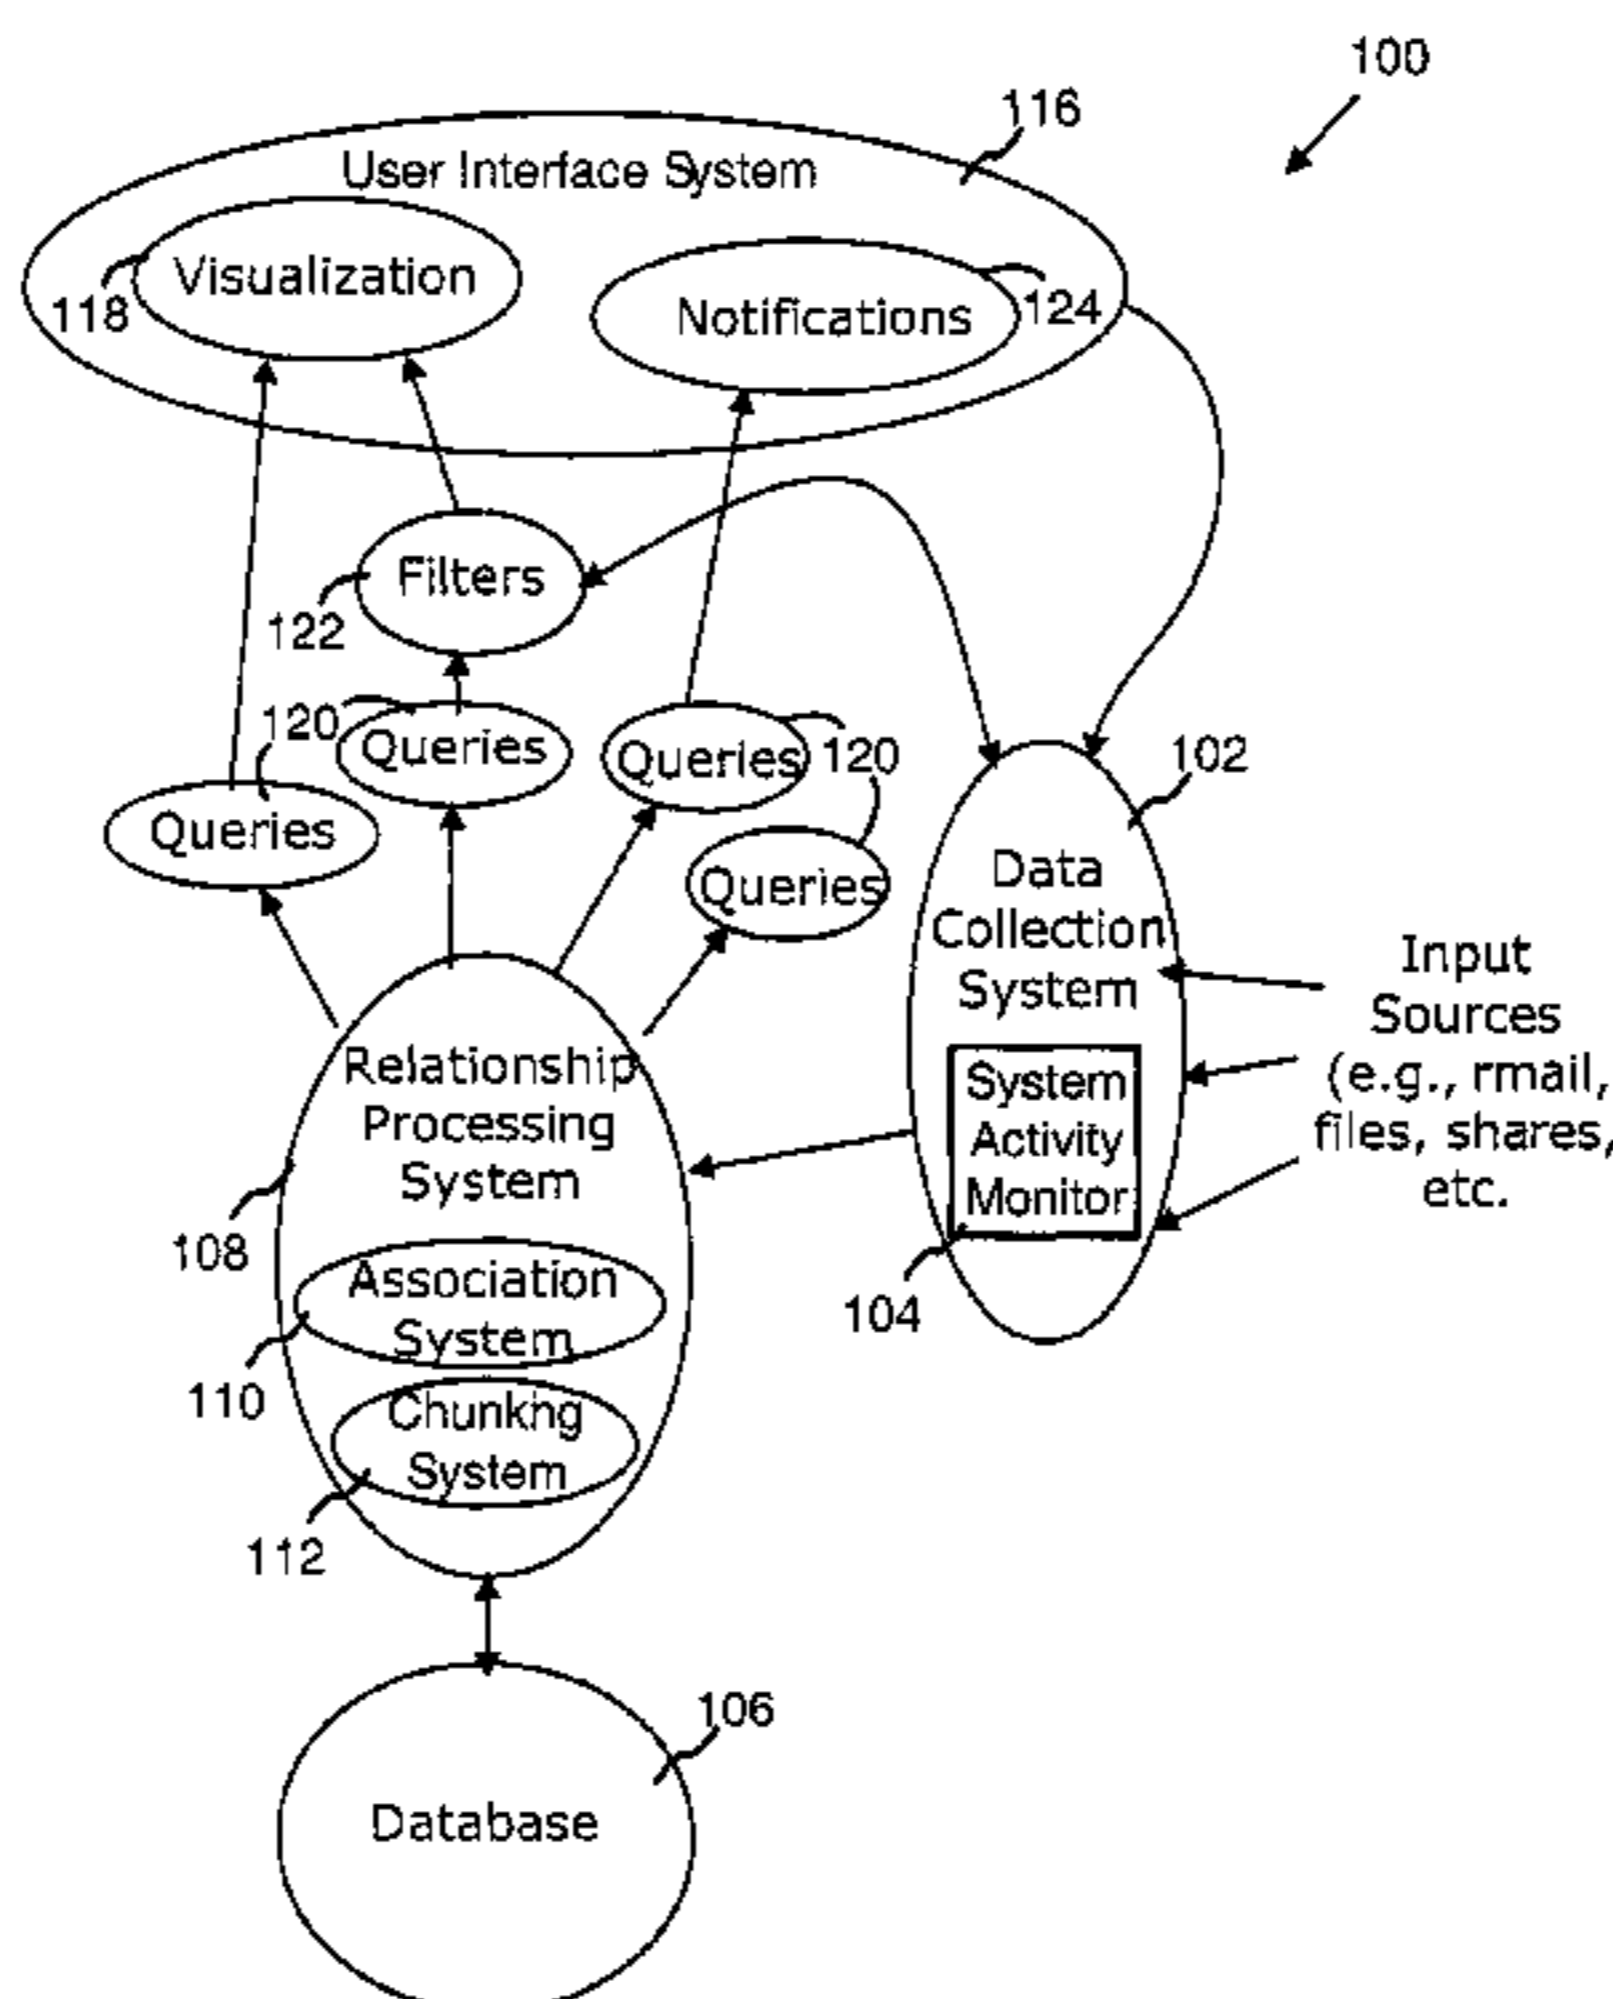 100
116
User Interface System
Visualization
118
Notifications
124
Filters
122
120
Queries
Queries
120
Queries
Queries
102
Data
Collection
System
Input
Sources
(e.g., rmail,
files, shares,
etc.
System
Activity
Monitor
104
Relationship
Processing
System
108
Association
System
110
Chunkng
System
112
106
Database